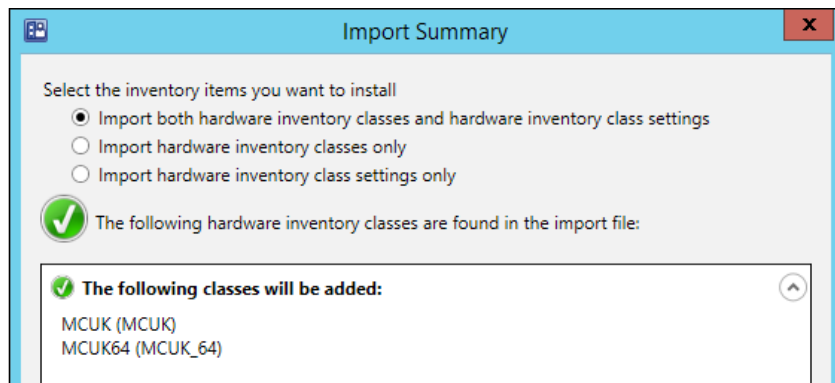 Import Summary
x
Select the inventory items you want to install
Import both hardware inventory classes and hardware inventory class settings
Import hardware inventory classes only
Import hardware inventory class settings only
The following hardware inventory classes are found in the import file:
The following classes will be added:
MCUK (MCUK)
MCUK64 (MCUK_64)